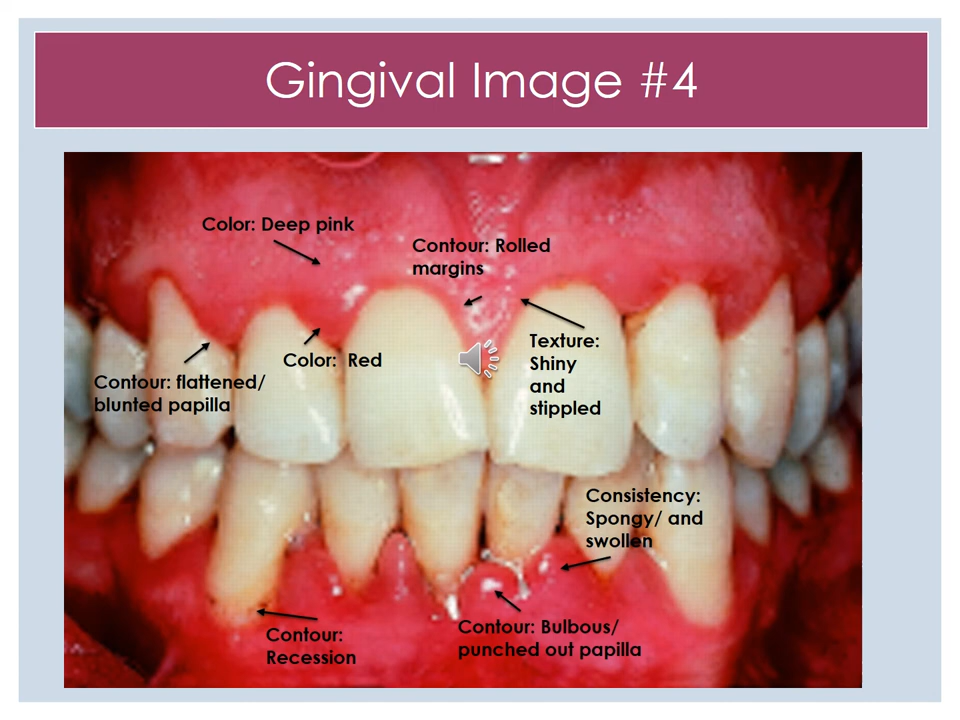 Gingival Image #4
Color: Deep pink
Contour: Rolled
margins
Color:  Red
Texture:
Shiny
and
stippled
Contour: flattened/
blunted papilla
Consistency:
Spongy/ and
swollen
Contour:
Recession
Contour: Bulbous/
punched out papilla